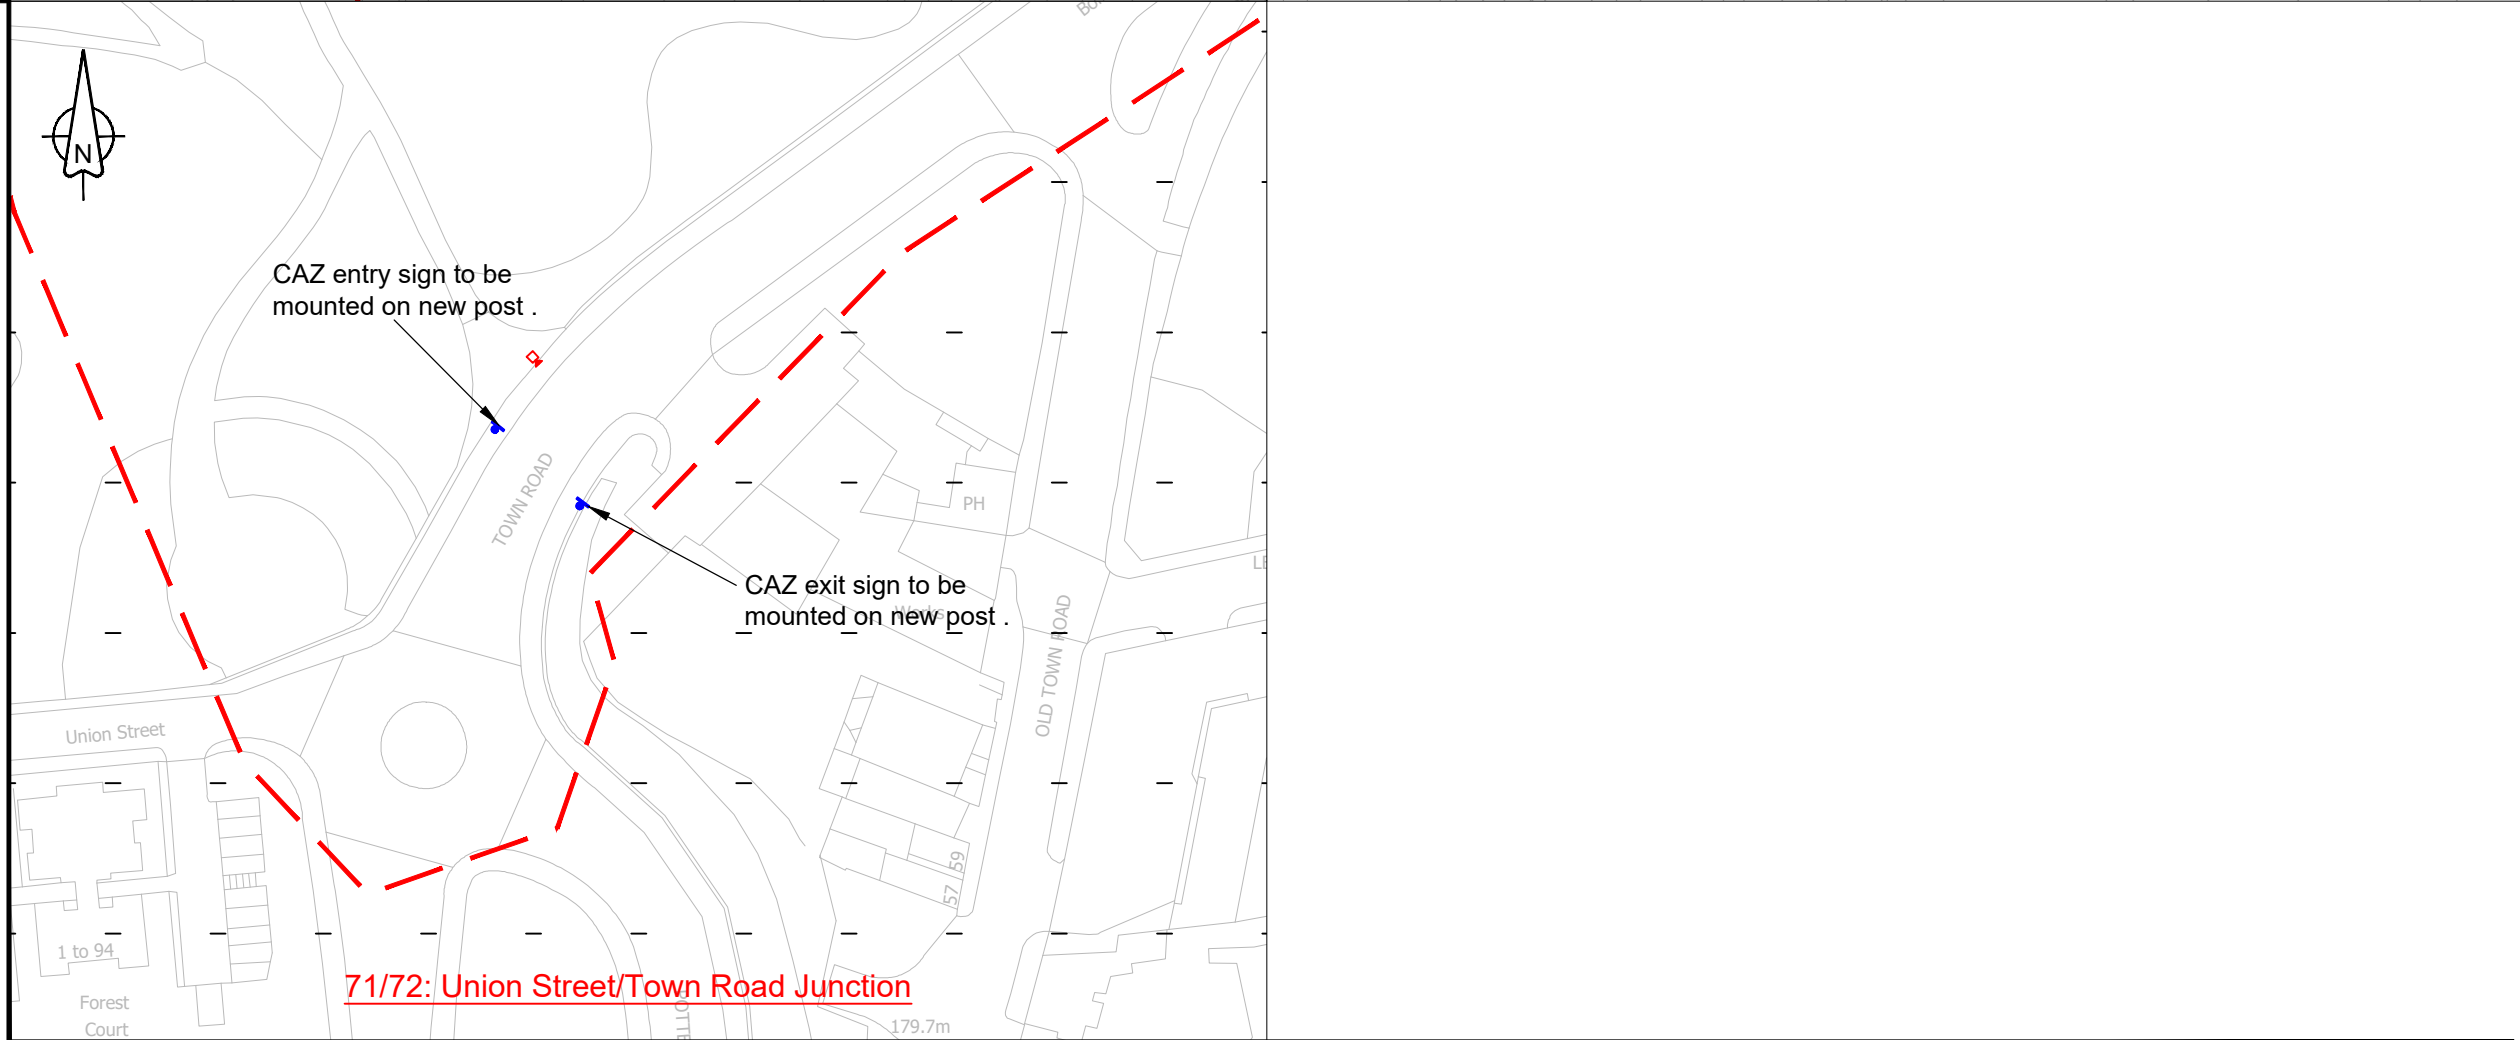 N
CAZ entry sign to be
mounted on new post .
TOWN ROAD
PH
CAZ exit sign to be
mounted on new post .
Works
OLD TOWN ROAD
Union Street
59
57
1 to 94
71/72: Union Street/Town Road Junction
Forest
Court
179.7m